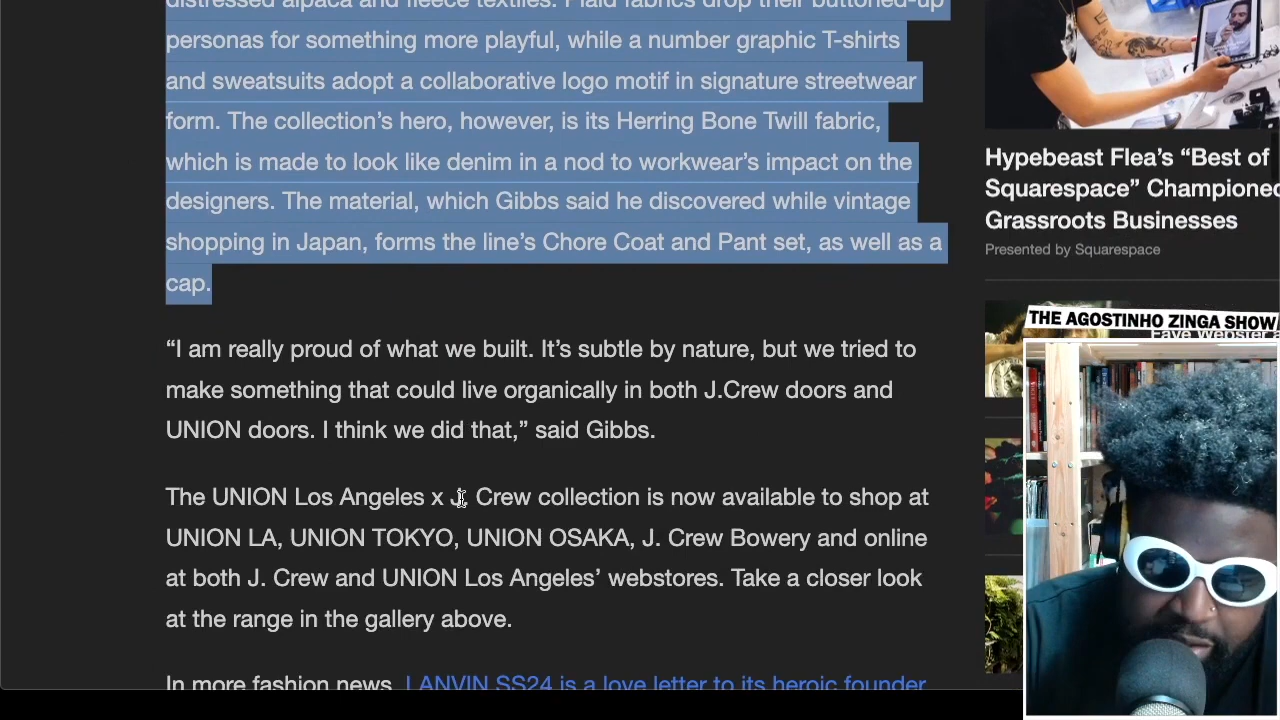 distressed alpaca and fleece textiles. Plaid fabrics drop their buttoned-up
personas for something more playful, while a number graphic T-shirts
and sweatsuits adopt a collaborative logo motif in signature streetwear
form. The collection’s hero, however, is its Herring Bone Twill fabric,
which is made to look like denim in a nod to workwear’s impact on the
designers. The material, which Gibbs said he discovered while vintage
shopping in Japan, forms the line’s Chore Coat and Pant set, as well as a
cap.
“I am really proud of what we built. It’s subtle by nature, but we tried to
make something that could live organically in both J.Crew doors and
UNION doors. I think we did that,” said Gibbs.
The UNION Los Angeles x J. Crew collection is now available to shop at
UNION LA, UNION TOKYO, UNION OSAKA, J. Crew Bowery and online
at both J. Crew and UNION Los Angeles’ webstores. Take a closer look
at the range in the gallery above.
In more fashion news, LANVIN SS24 is a love letter to its heroic founder
Hypebeast Flea’s “Best of
Squarespace” Championed
Grassroots Businesses
Presented by Squarespace
THE AGOSTINHO ZINGA SHOW
Faye Webster